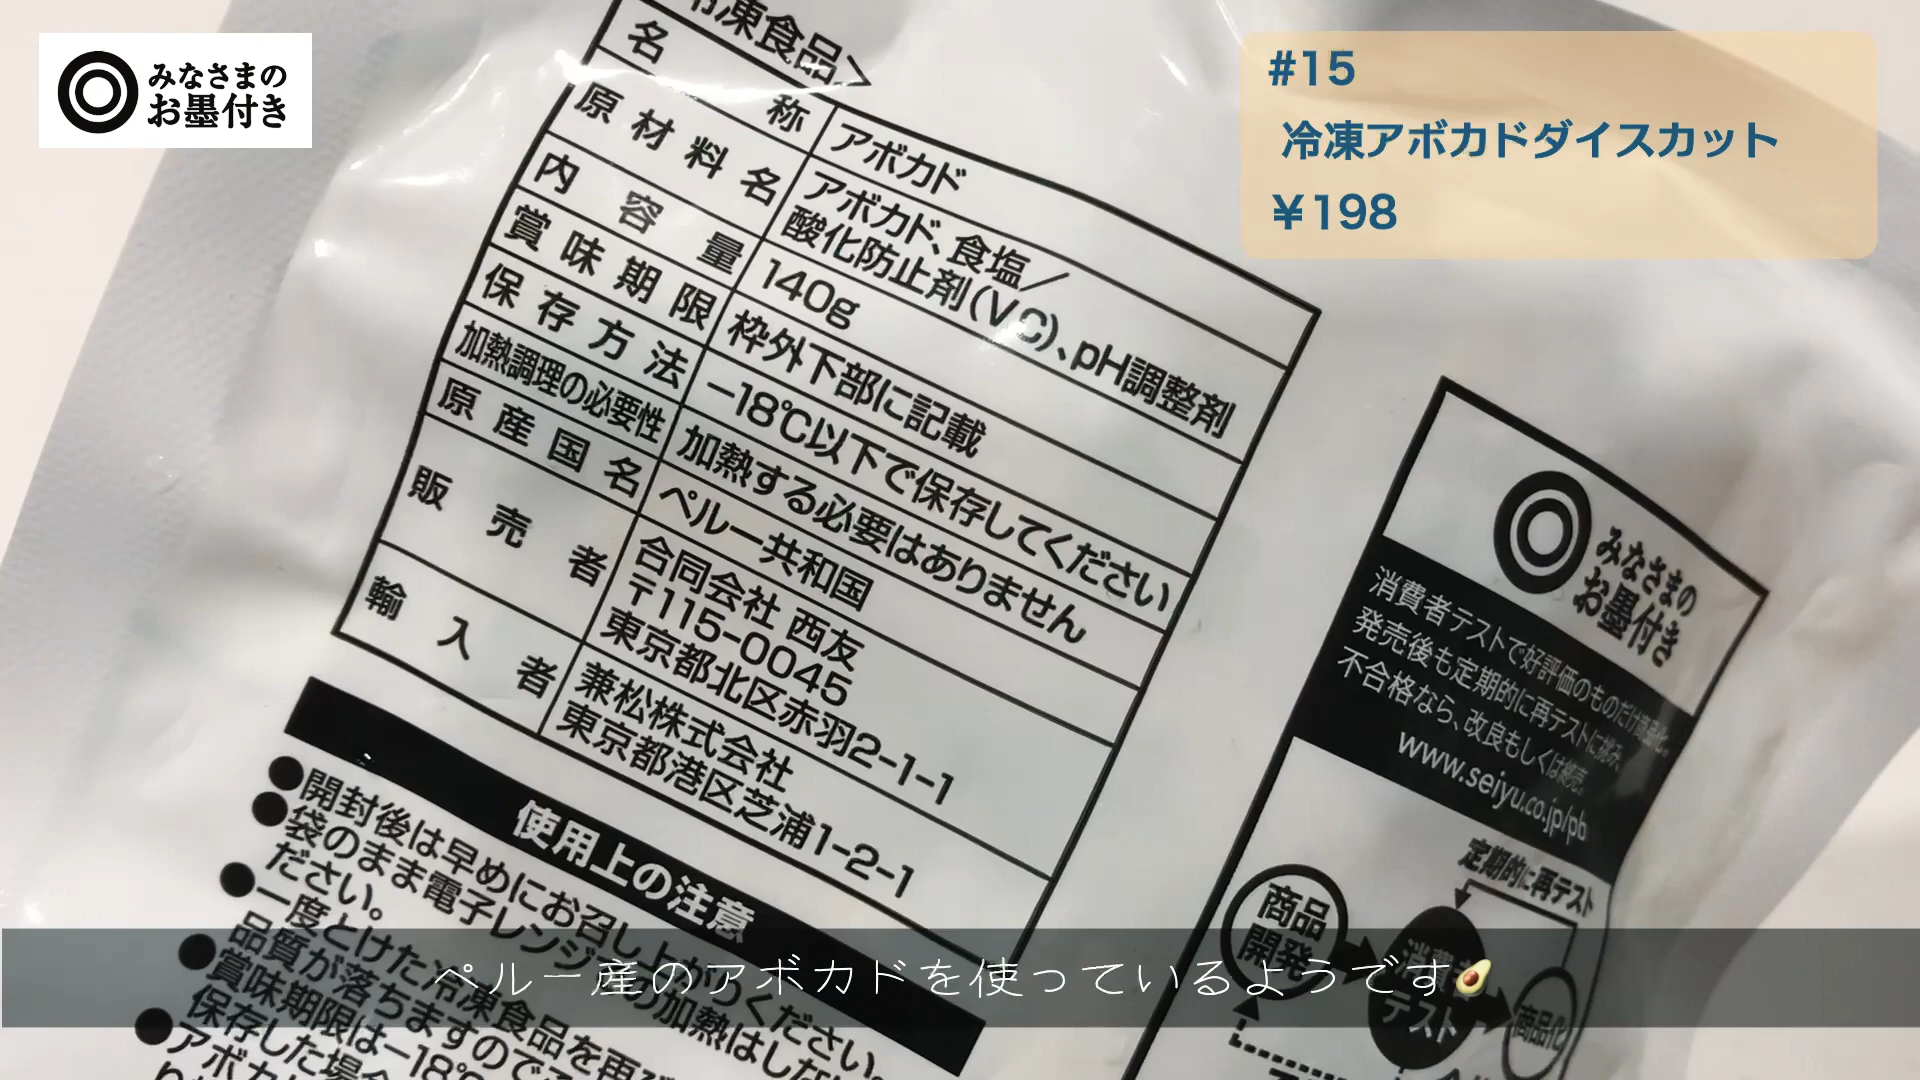 みなさまの
お墨付き
#15
冷凍アボカドダイスカット
￥198
冷凍食品>
名称 アボカド
原材料名 アボカド、食塩／
酸化防止剤(V.C)、pH調整剤
内容量 140g
賞味期限 枠外下部に記載
保存方法 −18℃以下で保存してください
加熱調理の必要性 加熱する必要はありません
原産国名 ペルー共和国
販売者 合同会社 西友
〒115-0045
東京都北区赤羽2-1-1
輸入者 兼松株式会社
東京都港区芝浦1-2-1
使用上の注意
●開封後は早めにお召し上がりください。
●袋のまま電子レンジ
の加熱はしない
ださい。
●一度とけた冷凍食品を再び
品質が落ちますので
●賞味期限は−18℃
保存した場合
●アボカド
みなさまの
お墨付き
消費者テストで好評価のものだけ商品化。
発売後も定期的に再テストに挑み、
不合格なら、改良もしくは終売。
www.seiyu.co.jp/pb
定期的に再テスト
商品
開発
消費者
テスト
商品化
ペルー産のアボカドを使っているようです🥑